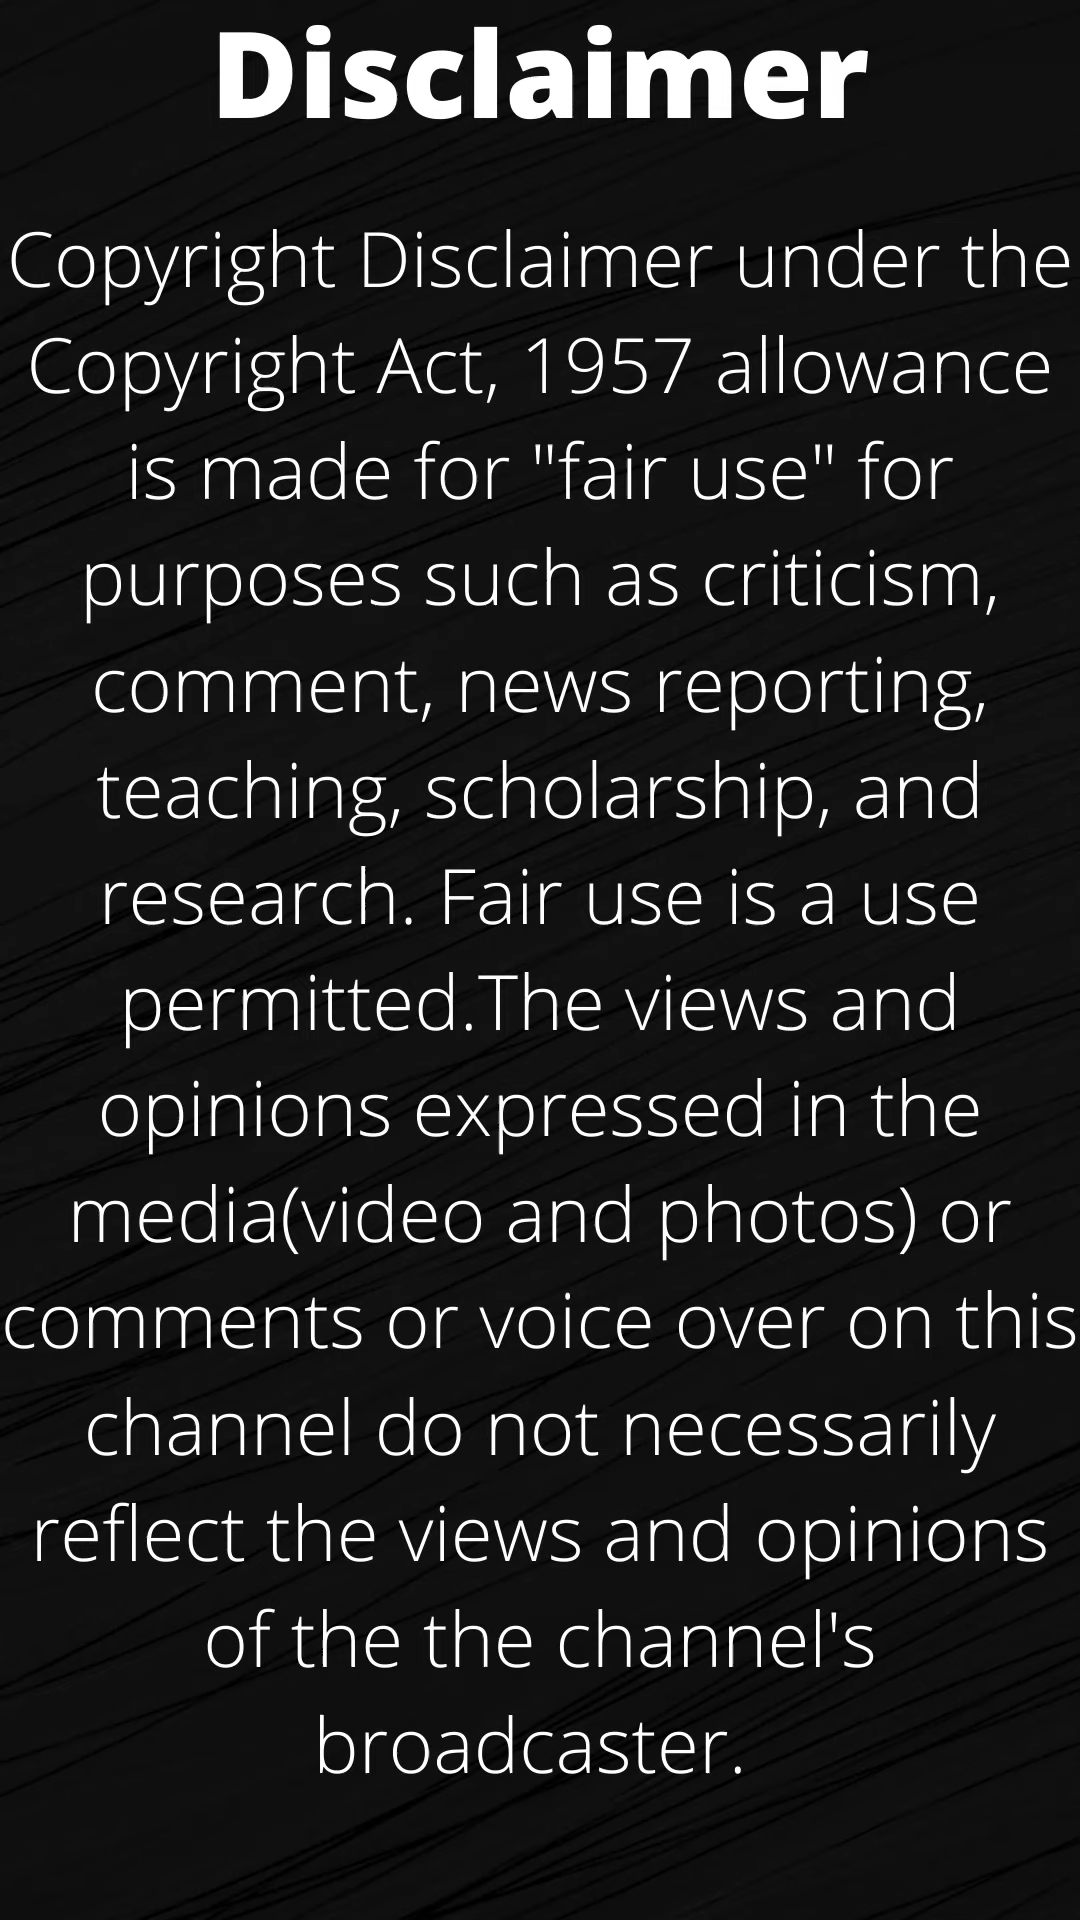 Disclaimer
Copyright Disclaimer under the
Copyright Act, 1957 allowance
is made for "fair use" for
purposes such as criticism,
comment, news reporting,
teaching, scholarship, and
research. Fair use is a use
permitted.The views and
opinions expressed in the
media(video and photos) or
comments or voice over on this
channel do not necessarily
reflect the views and opinions
of the the channel's
broadcaster.